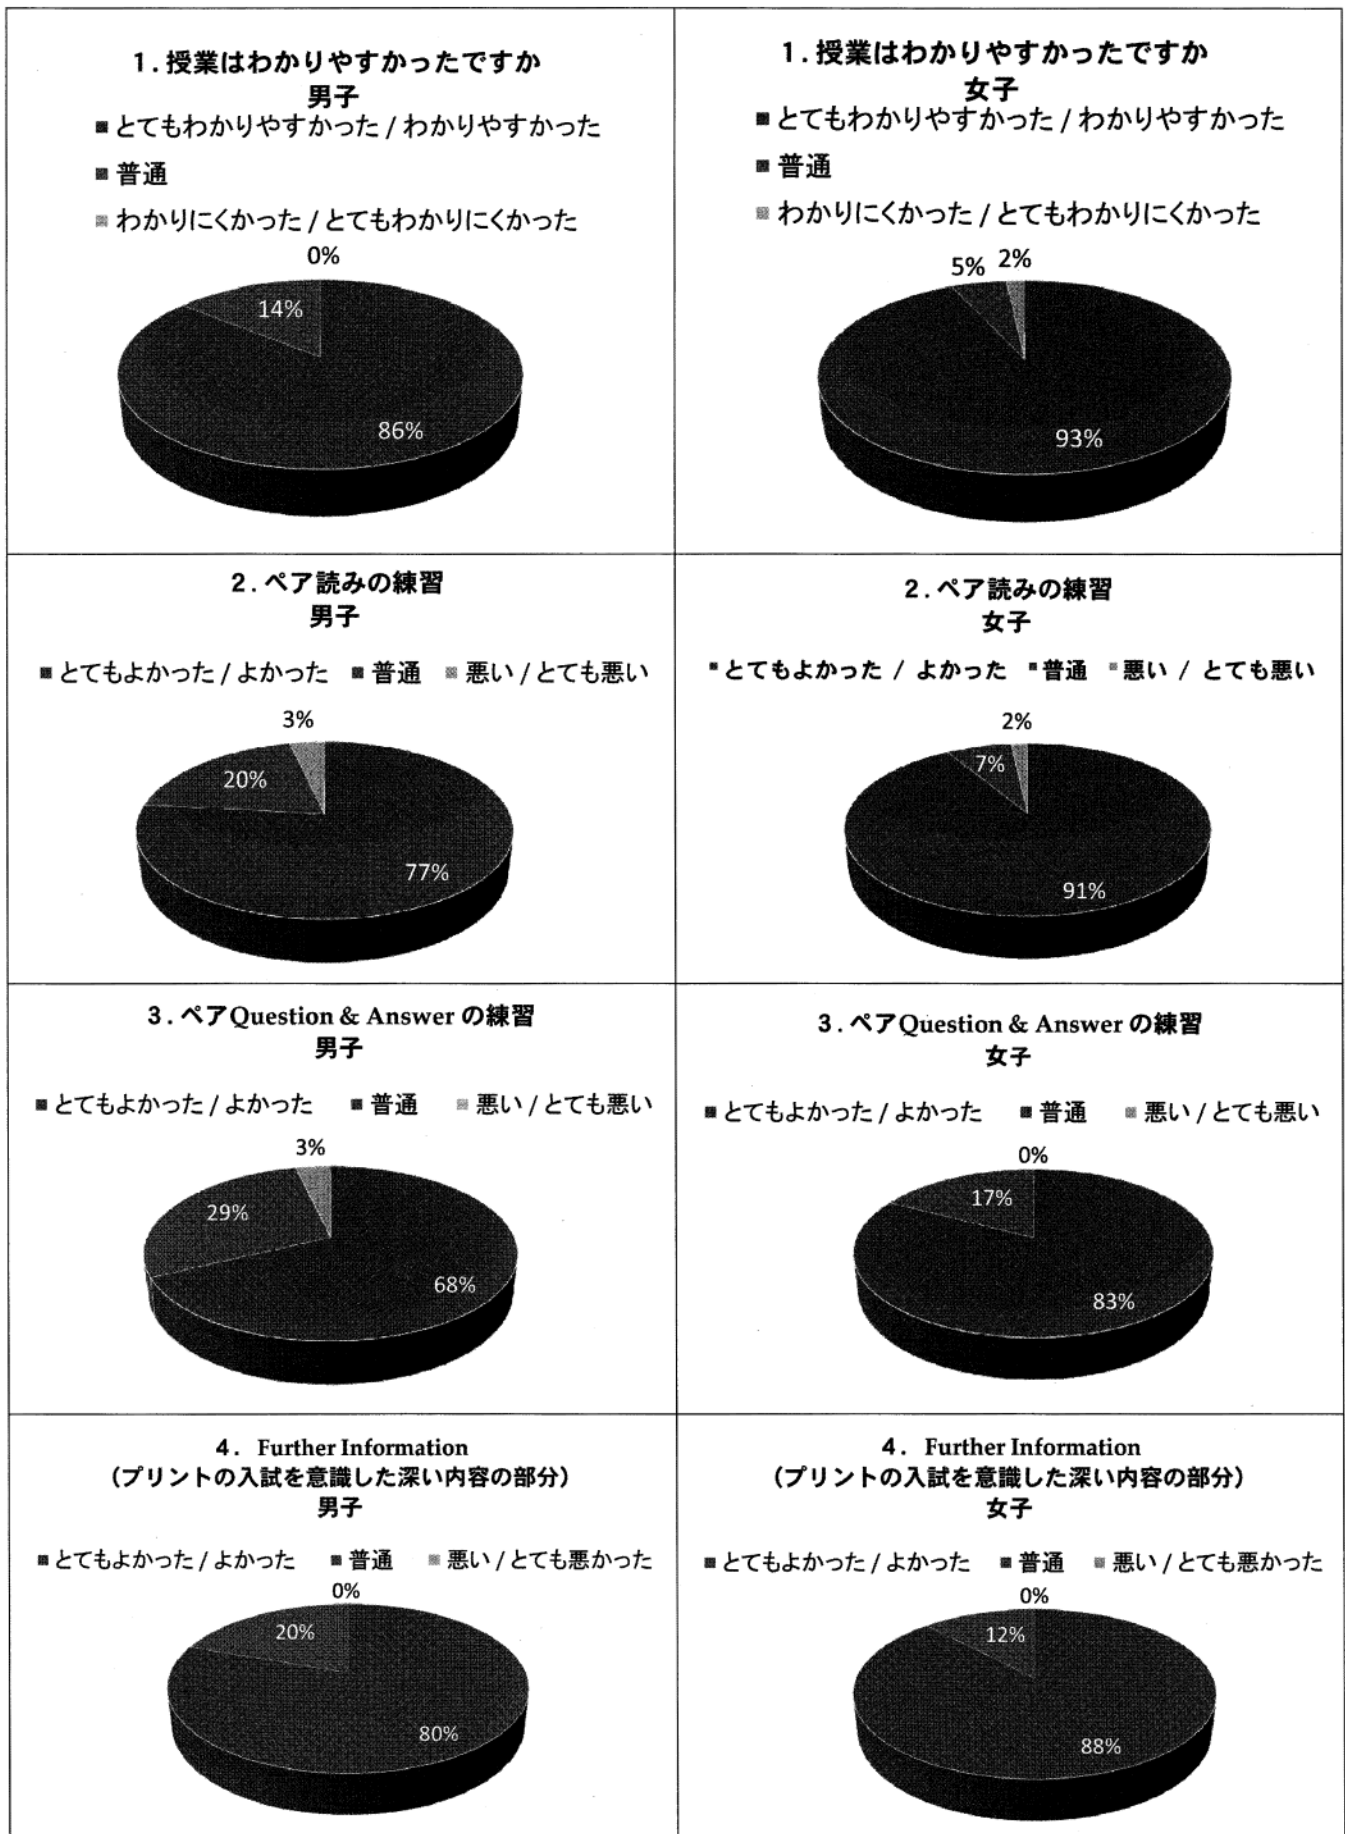 1.授業はわかりやすかったですか
男子
■ とてもわかりやすかった / わかりやすかった
■ 普通
■ わかりにくかった / とてもわかりにくかった
0%
14%
86%
1.授業はわかりやすかったですか
女子
■ とてもわかりやすかった / わかりやすかった
■ 普通
■ わかりにくかった / とてもわかりにくかった
5% 2%
93%
2.ペア読みの練習
男子
■ とてもよかった / よかった ■ 普通 ■ 悪い / とても悪い
3%
20%
77%
2.ペア読みの練習
女子
■ とてもよかった / よかった ■ 普通 ■ 悪い / とても悪い
2%
7%
91%
3.ペアQuestion & Answer の練習
男子
■ とてもよかった / よかった ■ 普通 ■ 悪い / とても悪い
3%
29%
68%
3.ペアQuestion & Answer の練習
女子
■ とてもよかった / よかった ■ 普通 ■ 悪い / とても悪い
0%
17%
83%
4. Further Information
（プリントの入試を意識した深い内容の部分）
男子
■ とてもよかった / よかった ■ 普通 ■ 悪い / とても悪かった
0%
20%
80%
4. Further Information
（プリントの入試を意識した深い内容の部分）
女子
■ とてもよかった / よかった ■ 普通 ■ 悪い / とても悪かった
0%
12%
88%